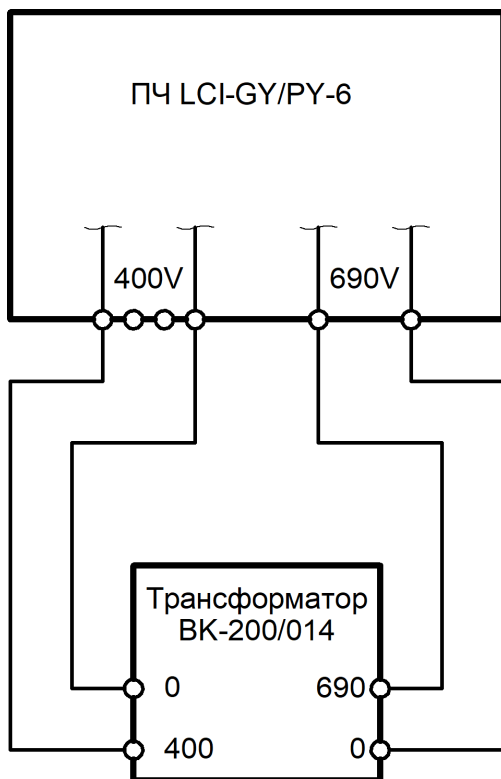 ПЧ LCI-GY/PY-6
400V 690V
Трансформатор
ВК-200/014
0 690
400 0